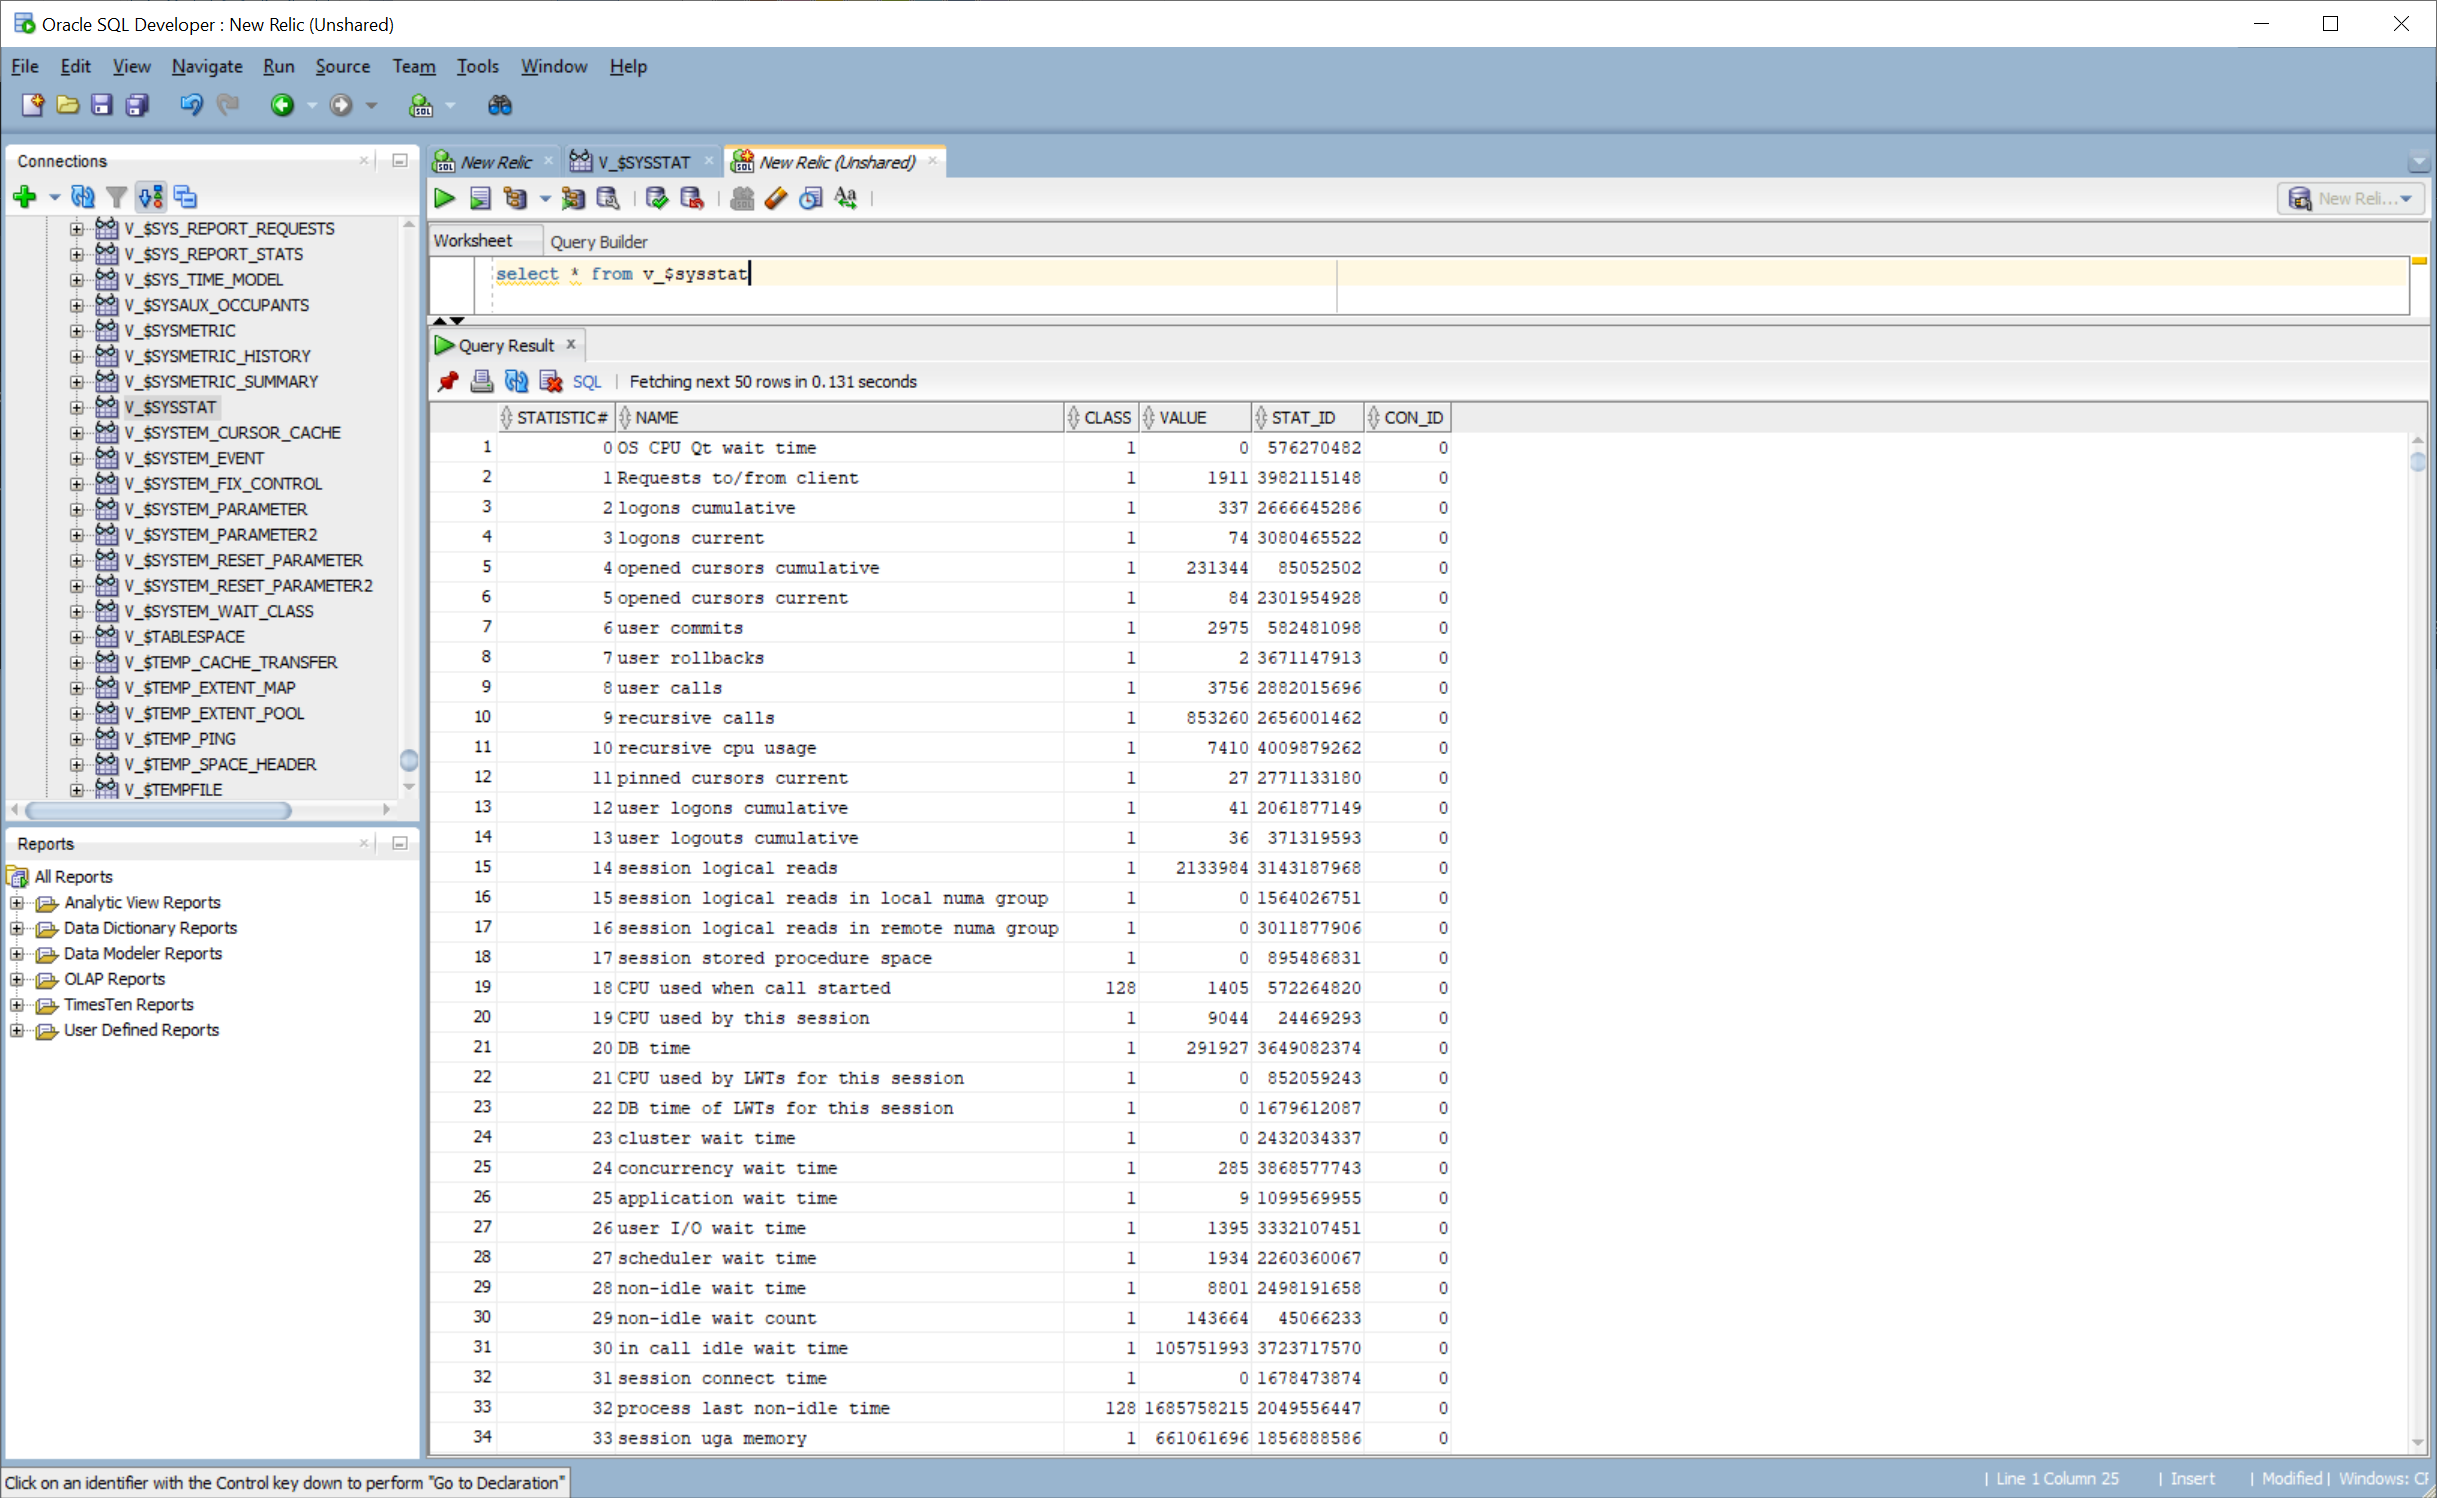 Oracle SQL Developer : New Relic (Unshared)
File Edit View Navigate Run Source Team Tools Window Help
Connections
V_$SYS_REPORT_REQUESTS
V_$SYS_REPORT_STATS
V_$SYS_TIME_MODEL
V_$SYSAUX_OCCUPANTS
V_$SYSMETRIC
V_$SYSMETRIC_HISTORY
V_$SYSMETRIC_SUMMARY
V_$SYSSTAT
V_$SYSTEM_CURSOR_CACHE
V_$SYSTEM_EVENT
V_$SYSTEM_FIX_CONTROL
V_$SYSTEM_PARAMETER
V_$SYSTEM_PARAMETER2
V_$SYSTEM_RESET_PARAMETER
V_$SYSTEM_RESET_PARAMETER2
V_$SYSTEM_WAIT_CLASS
V_$TABLESPACE
V_$TEMP_CACHE_TRANSFER
V_$TEMP_EXTENT_MAP
V_$TEMP_EXTENT_POOL
V_$TEMP_PING
V_$TEMP_SPACE_HEADER
V_$TEMPFILE
Reports
All Reports
Analytic View Reports
Data Dictionary Reports
Data Modeler Reports
OLAP Reports
TimesTen Reports
User Defined Reports
New Relic V_$SYSSTAT New Relic (Unshared)
New Reli...
Worksheet Query Builder
select * from v_$sysstat
Query Result
SQL | Fetching next 50 rows in 0.131 seconds
STATISTIC# NAME CLASS VALUE STAT_ID CON_ID
1 0 OS CPU Qt wait time 1 0 576270482 0
2 1 Requests to/from client 1 1911 3982115148 0
3 2 logons cumulative 1 337 2666645286 0
4 3 logons current 1 74 3080465522 0
5 4 opened cursors cumulative 1 231344 85052502 0
6 5 opened cursors current 1 84 2301954928 0
7 6 user commits 1 2975 582481098 0
8 7 user rollbacks 1 2 3671147913 0
9 8 user calls 1 3756 2882015696 0
10 9 recursive calls 1 853260 2656001462 0
11 10 recursive cpu usage 1 7410 4009879262 0
12 11 pinned cursors current 1 27 2771133180 0
13 12 user logons cumulative 1 41 2061877149 0
14 13 user logouts cumulative 1 36 371319593 0
15 14 session logical reads 1 2133984 3143187968 0
16 15 session logical reads in local numa group 1 0 1564026751 0
17 16 session logical reads in remote numa group 1 0 3011877906 0
18 17 session stored procedure space 1 0 895486831 0
19 18 CPU used when call started 128 1405 572264820 0
20 19 CPU used by this session 1 9044 24469293 0
21 20 DB time 1 291927 3649082374 0
22 21 CPU used by LWTs for this session 1 0 852059243 0
23 22 DB time of LWTs for this session 1 0 1679612087 0
24 23 cluster wait time 1 0 2432034337 0
25 24 concurrency wait time 1 285 3868577743 0
26 25 application wait time 1 9 1099569955 0
27 26 user I/O wait time 1 1395 3332107451 0
28 27 scheduler wait time 1 1934 2260360067 0
29 28 non-idle wait time 1 8801 2498191658 0
30 29 non-idle wait count 1 143664 45066233 0
31 30 in call idle wait time 1 105751993 3723717570 0
32 31 session connect time 1 0 1678473874 0
33 32 process last non-idle time 128 1685758215 2049556447 0
34 33 session uga memory 1 661061696 1856888586 0
Click on an identifier with the Control key down to perform "Go to Declaration"
| Line 1 Column 25 | Insert | Modified | Windows: